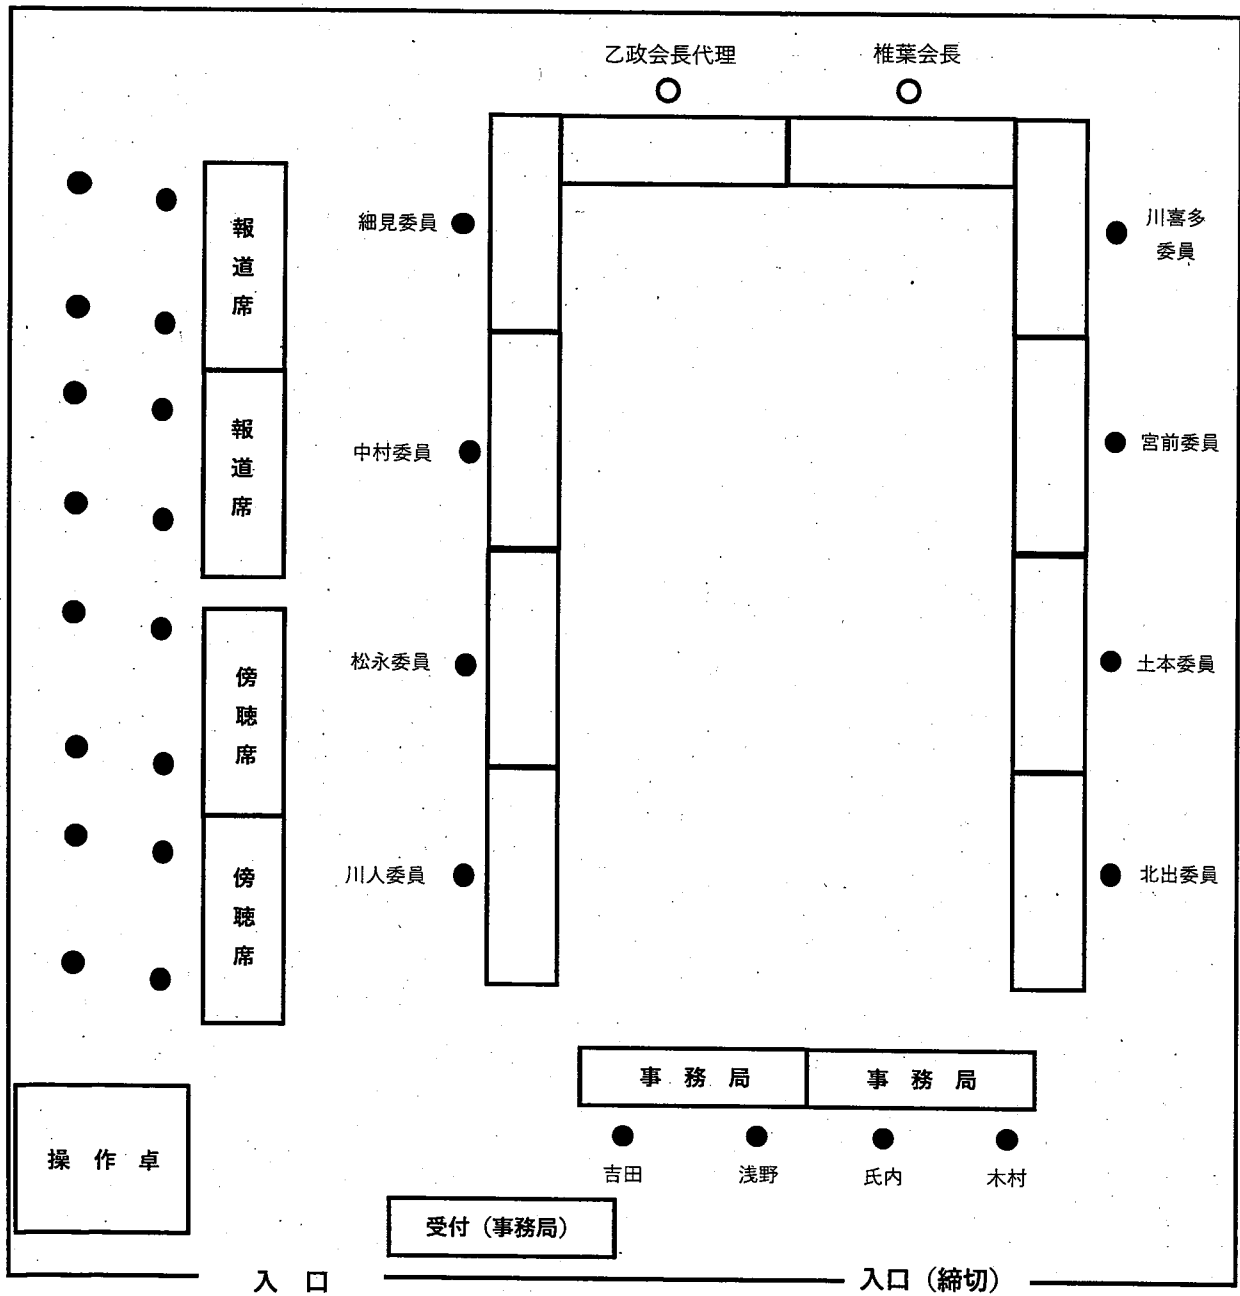 乙政会長代理
椎葉会長
報道席
細見委員
川喜多
委員
報道席
中村委員
宮前委員
傍聴席
松永委員
土本委員
傍聴席
川人委員
北出委員
事務局
事務局
操作卓
吉田
浅野
氏内
木村
受付（事務局）
入口
入口（締切）